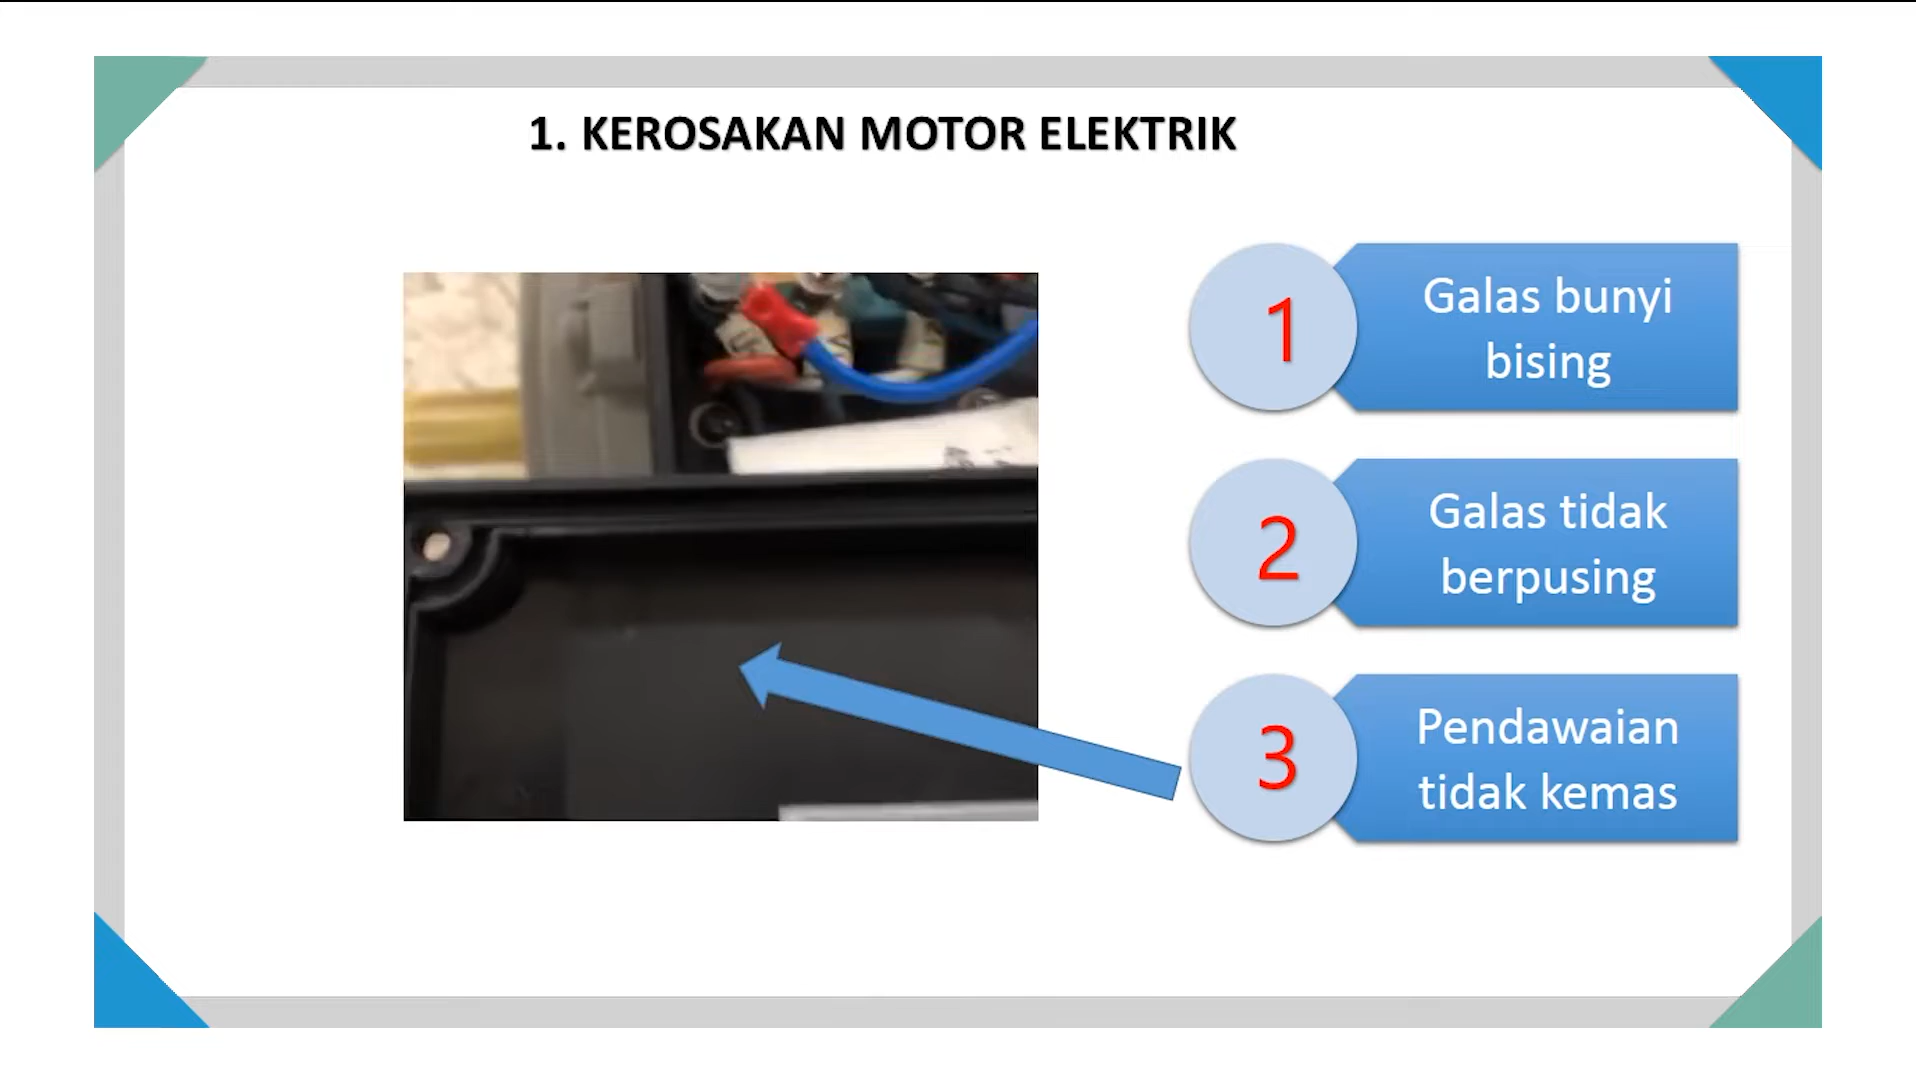 1. KEROSAKAN MOTOR ELEKTRIK
1
Galas bunyi
bising
2
Galas tidak
berpusing
3
Pendawaian
tidak kemas